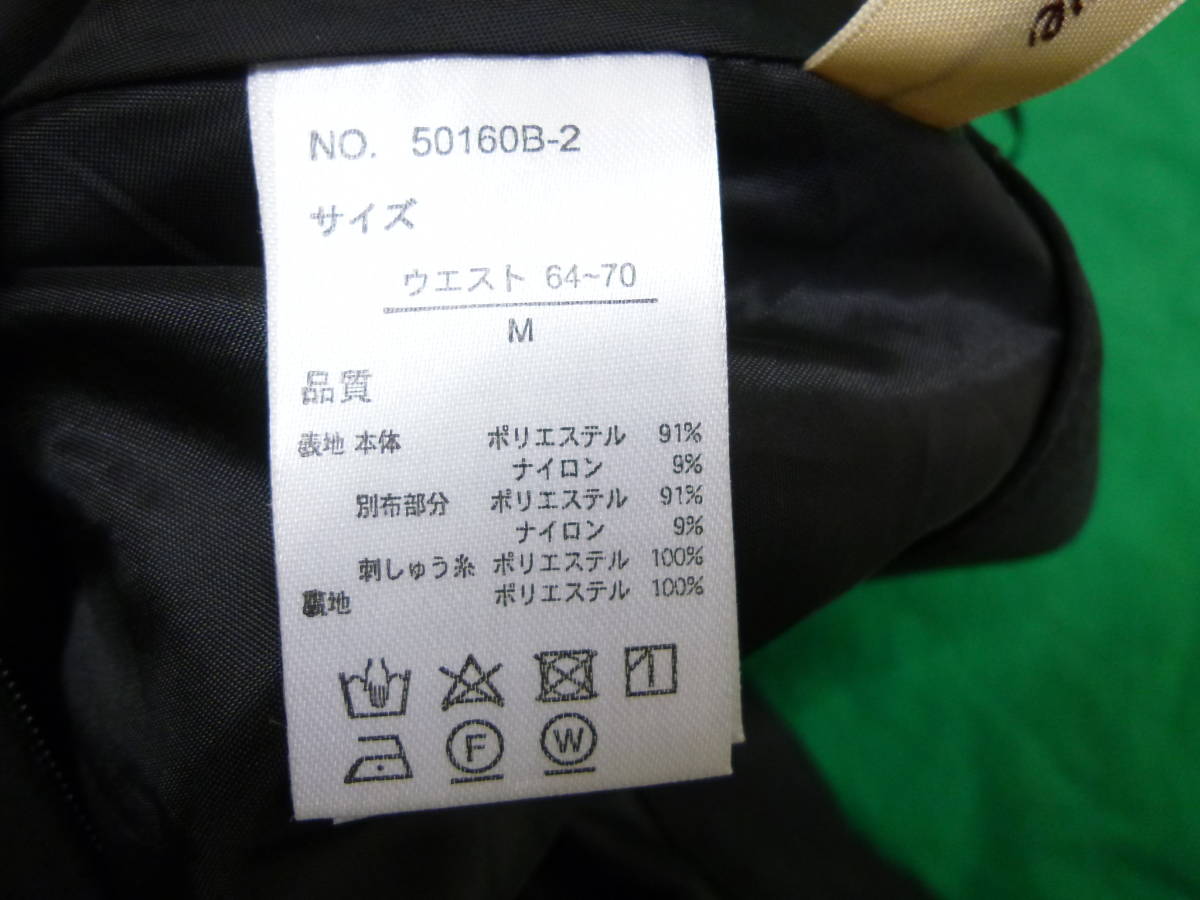 NO. 50160B-2
サイズ
ウエスト 64~70
M
品質
表地 本体 ポリエステル 91%
ナイロン 9%
別布部分 ポリエステル 91%
ナイロン 9%
刺しゅう糸 ポリエステル 100%
裏地 ポリエステル 100%
F W